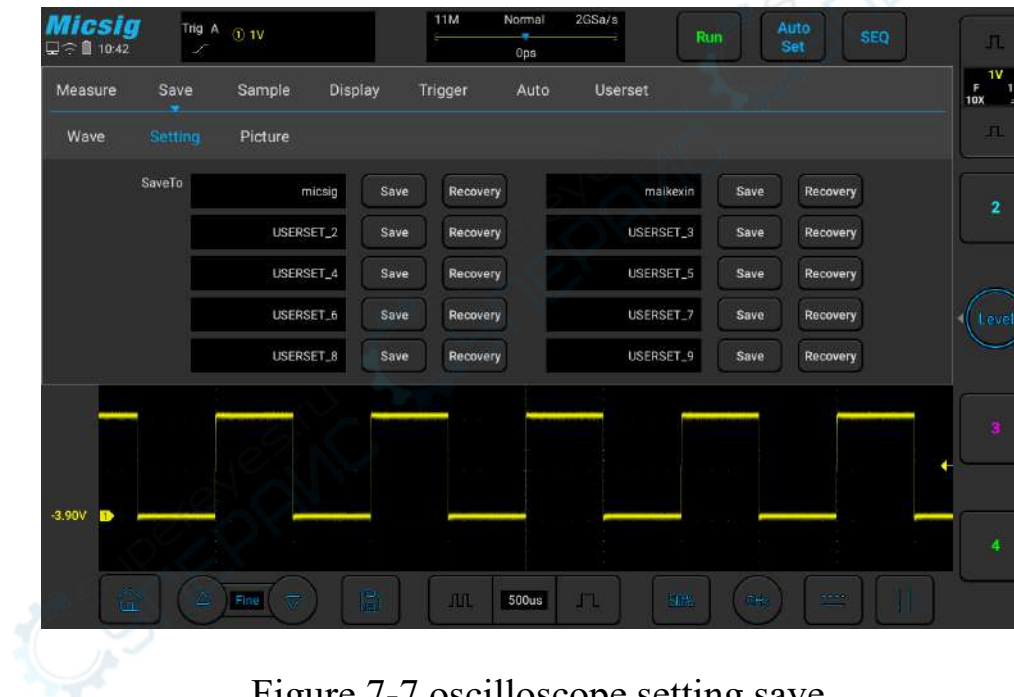 Micsig
10:42
Trig A ① 1V
11M Normal 2GSa/s
0ps
Run
Auto Set
SEQ
Measure Save Sample Display Trigger Auto Userset
Wave Setting Picture
SaveTo micsig Save Recovery maikexin Save Recovery
USERSET_2 Save Recovery USERSET_3 Save Recovery
USERSET_4 Save Recovery USERSET_5 Save Recovery
USERSET_6 Save Recovery USERSET_7 Save Recovery
USERSET_8 Save Recovery USERSET_9 Save Recovery
1V
F 1
10X
2
Level
3
-3.90V 1
4
Fine 500us 50%
Figure 7-7 oscilloscope setting save